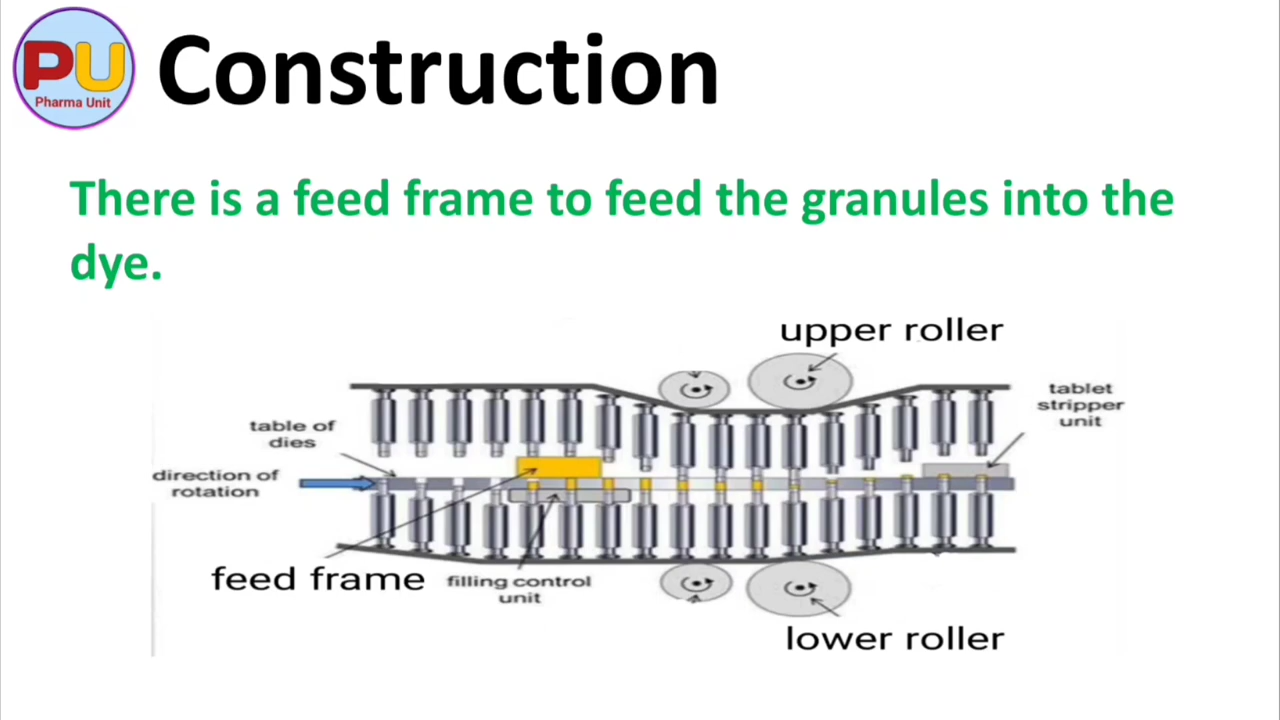 PU
Pharma Unit
Construction
There is a feed frame to feed the granules into the
dye.
upper roller
tablet
stripper
unit
table of
dies
direction of
rotation
feed frame
filling control
unit
lower roller